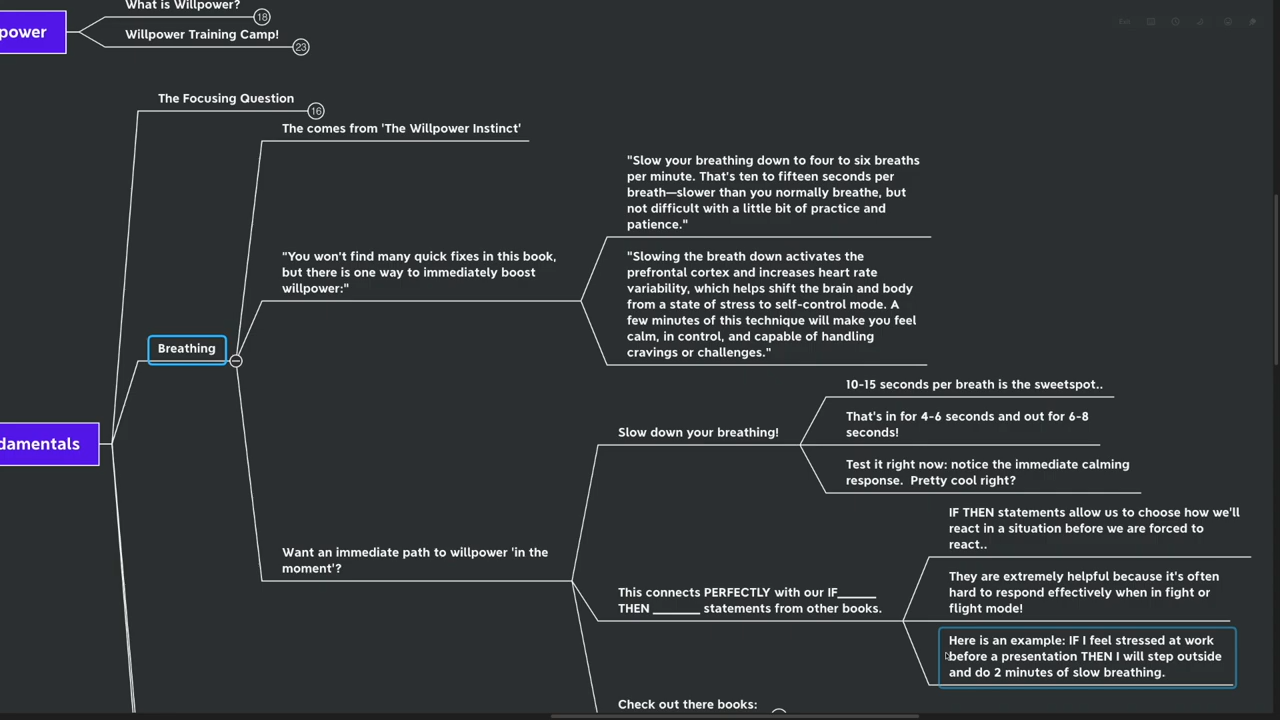 What is Willpower?
18
power
Willpower Training Camp!
23
The Focusing Question
16
The comes from 'The Willpower Instinct'
"Slow your breathing down to four to six breaths
per minute. That's ten to fifteen seconds per
breath—slower than you normally breathe, but
not difficult with a little bit of practice and
patience."
"You won't find many quick fixes in this book,
but there is one way to immediately boost
willpower:"
"Slowing the breath down activates the
prefrontal cortex and increases heart rate
variability, which helps shift the brain and body
from a state of stress to self-control mode. A
few minutes of this technique will make you feel
calm, in control, and capable of handling
cravings or challenges."
Breathing
damentals
10-15 seconds per breath is the sweetspot..
Slow down your breathing!
That's in for 4-6 seconds and out for 6-8
seconds!
Test it right now: notice the immediate calming
response.  Pretty cool right?
Want an immediate path to willpower 'in the
moment'?
IF THEN statements allow us to choose how we'll
react in a situation before we are forced to
react..
This connects PERFECTLY with our IF_____
THEN ______ statements from other books.
They are extremely helpful because it's often
hard to respond effectively when in fight or
flight mode!
Here is an example: IF I feel stressed at work
before a presentation THEN I will step outside
and do 2 minutes of slow breathing.
Check out there books: